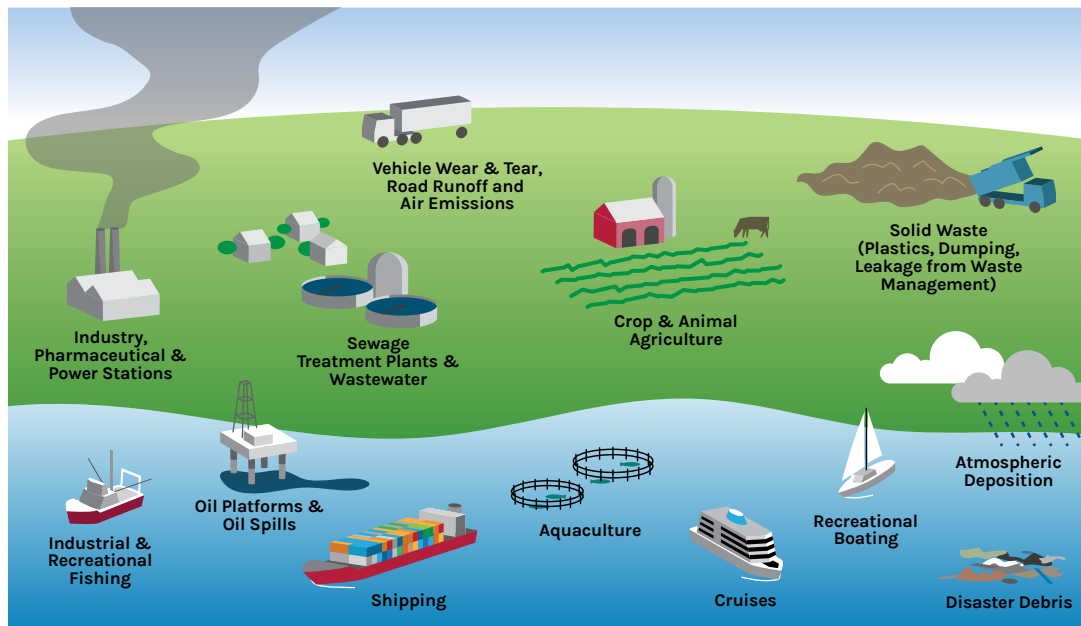 Vehicle Wear & Tear,
Road Runoff and
Air Emissions
Solid Waste
(Plastics, Dumping,
Leakage from Waste
Management)
Crop & Animal
Agriculture
Industry,
Pharmaceutical &
Power Stations
Sewage
Treatment Plants &
Wastewater
Atmospheric
Deposition
Oil Platforms &
Oil Spills
Aquaculture
Recreational
Boating
Industrial &
Recreational
Fishing
Shipping
Cruises
Disaster Debris